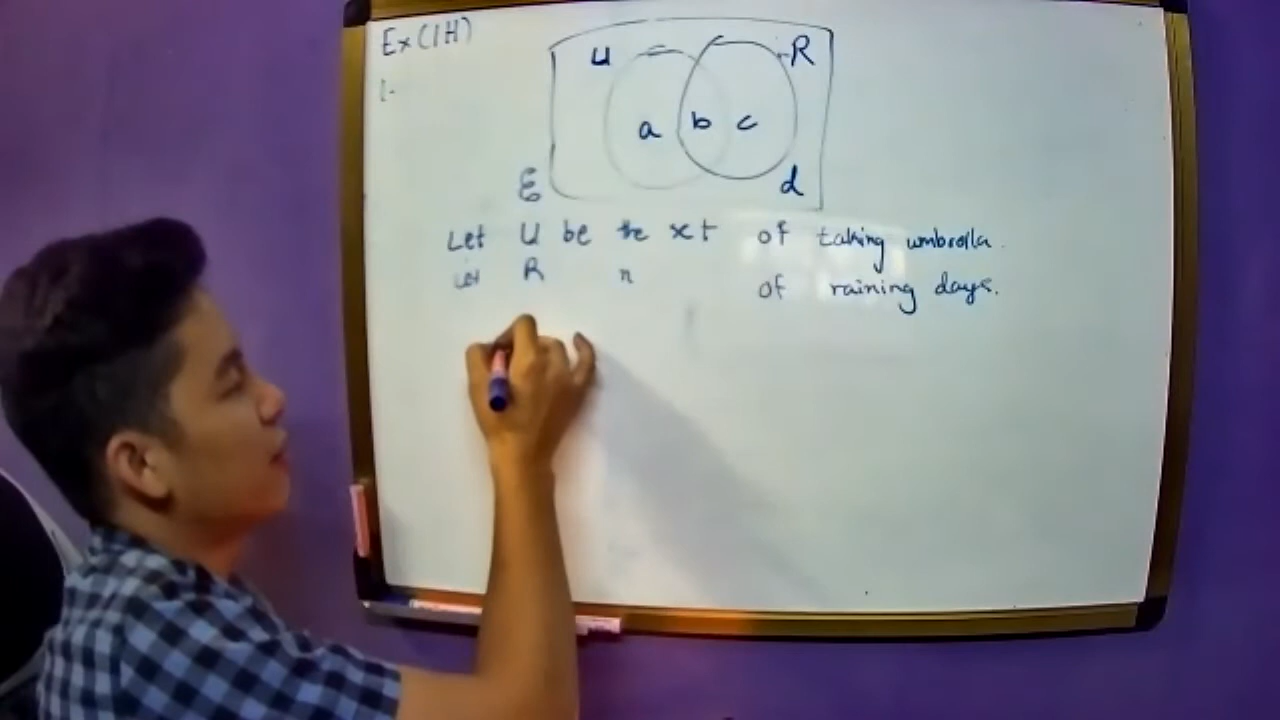 Ex (1H)
1-
U R
a b c
ℰ d
Let U be the set of taking umbrella.
Let R " of raining days.